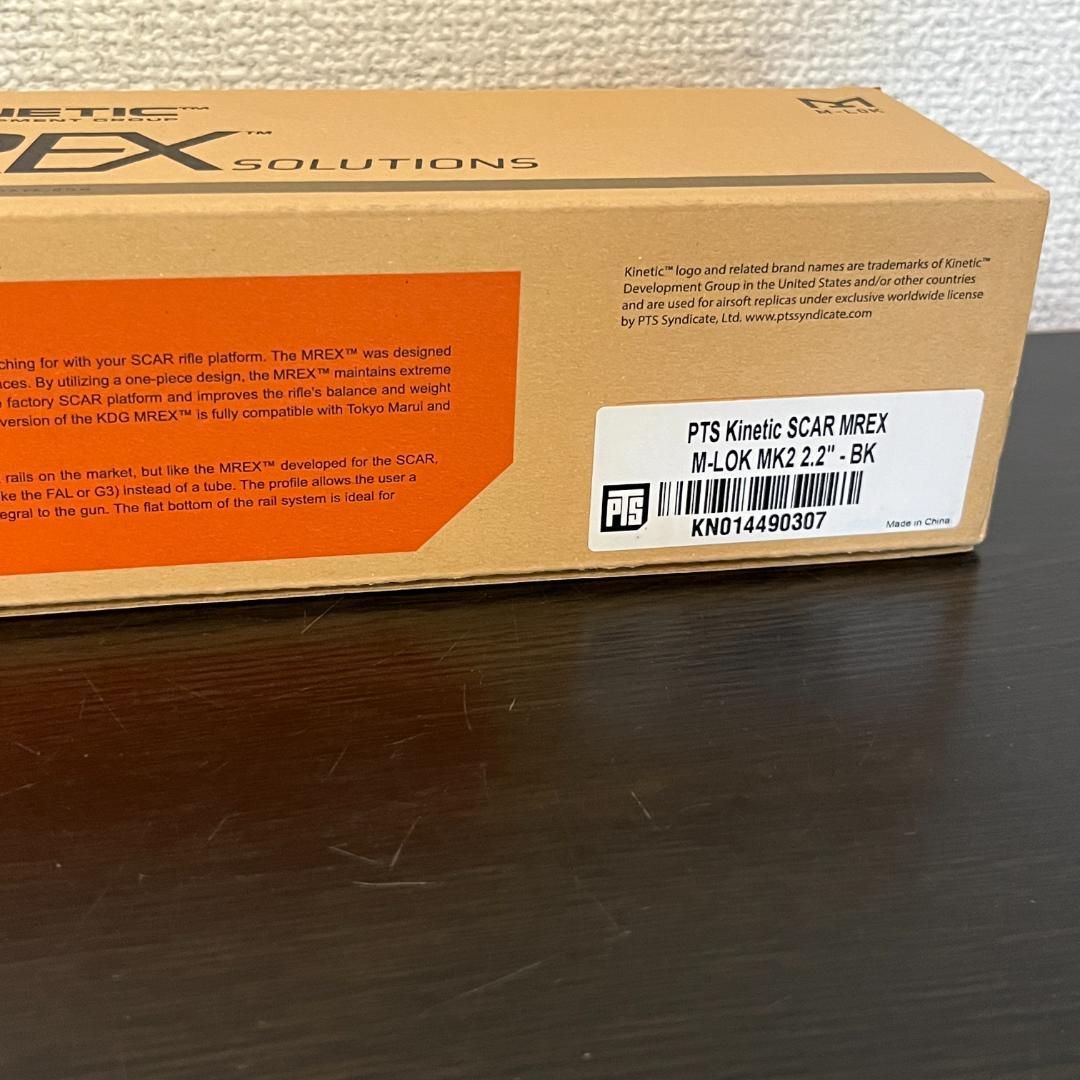 NETIC™
PMENT GROUP
REX™ SOLUTIONS
M-LOK
Kinetic™ logo and related brand names are trademarks of Kinetic™
Development Group in the United States and/or other countries
and are used for airsoft replicas under exclusive worldwide license
by PTS Syndicate, Ltd. www.ptssyndicate.com
ching for with your SCAR rifle platform. The MREX™ was designed
ces. By utilizing a one-piece design, the MREX™ maintains extreme
factory SCAR platform and improves the rifle's balance and weight
version of the KDG MREX™ is fully compatible with Tokyo Marui and
rails on the market, but like the MREX™ developed for the SCAR,
ke the FAL or G3) instead of a tube. The profile allows the user a
egral to the gun. The flat bottom of the rail system is ideal for
PTS Kinetic SCAR MREX
M-LOK MK2 2.2" - BK
PTS
KN014490307
Made in China